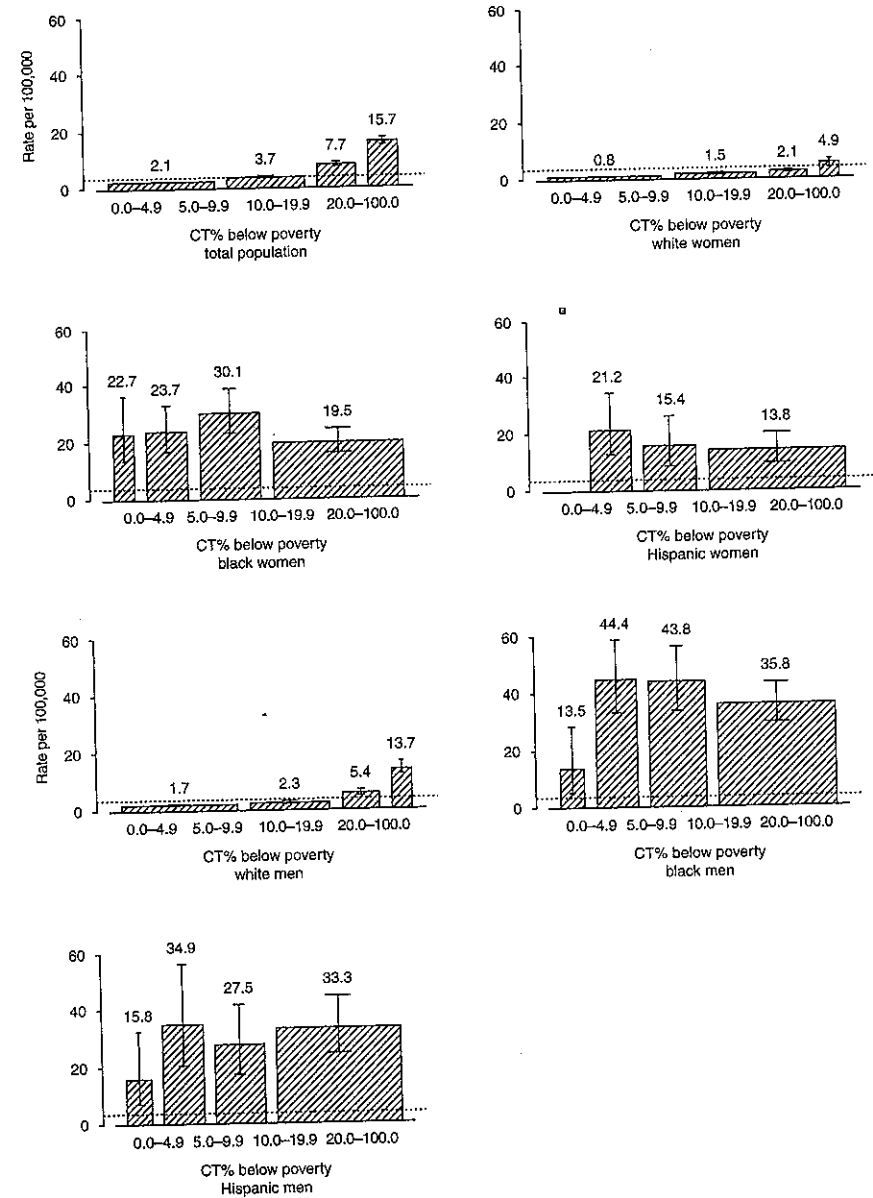 60
40
20
0
Rate per 100,000
2.1
3.7
7.7
15.7
0.0–4.9 5.0–9.9 10.0–19.9 20.0–100.0
CT% below poverty
total population
60
40
20
0
0.8
1.5
2.1
4.9
0.0–4.9 5.0–9.9 10.0–19.9 20.0–100.0
CT% below poverty
white women
60
40
20
0
22.7
23.7
30.1
19.5
0.0–4.9 5.0–9.9 10.0–19.9 20.0–100.0
CT% below poverty
black women
60
40
20
0
21.2
15.4
13.8
0.0–4.9 5.0–9.9 10.0–19.9 20.0–100.0
CT% below poverty
Hispanic women
60
40
20
0
Rate per 100,000
1.7
2.3
5.4
13.7
0.0–4.9 5.0–9.9 10.0–19.9 20.0–100.0
CT% below poverty
white men
60
40
20
0
13.5
44.4
43.8
35.8
0.0–4.9 5.0–9.9 10.0–19.9 20.0–100.0
CT% below poverty
black men
60
40
20
0
15.8
34.9
27.5
33.3
0.0–4.9 5.0–9.9 10.0–19.9 20.0–100.0
CT% below poverty
Hispanic men